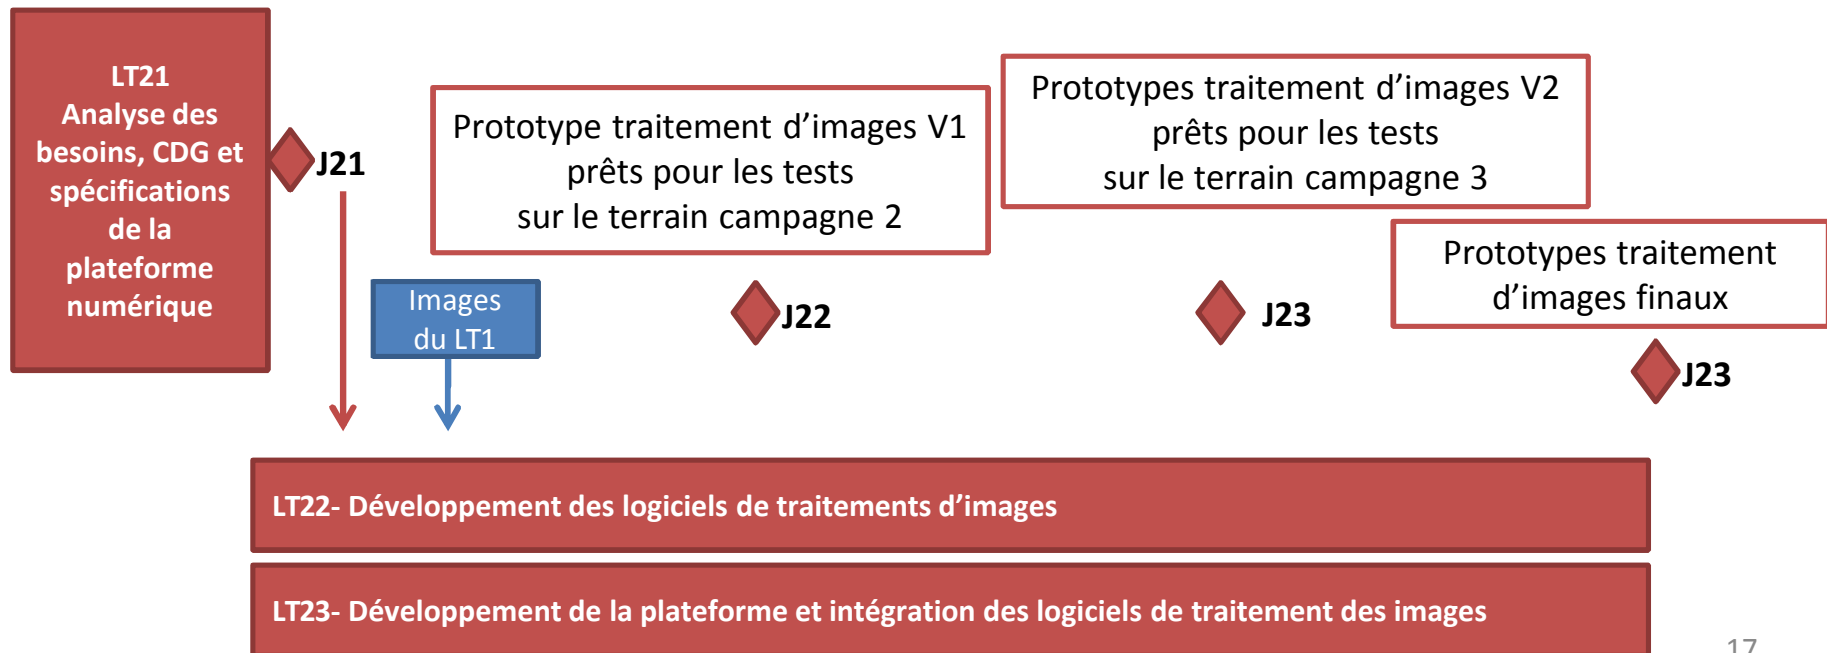 LT21
Analyse des
besoins, CDG et
spécifications
de la
plateforme
numérique
J21
Prototype traitement d'images V1
prêts pour les tests
sur le terrain campagne 2
Prototypes traitement d'images V2
prêts pour les tests
sur le terrain campagne 3
Prototypes traitement
d'images finaux
Images
du LT1
J22
J23
J23
LT22- Développement des logiciels de traitements d'images
LT23- Développement de la plateforme et intégration des logiciels de traitement des images
17